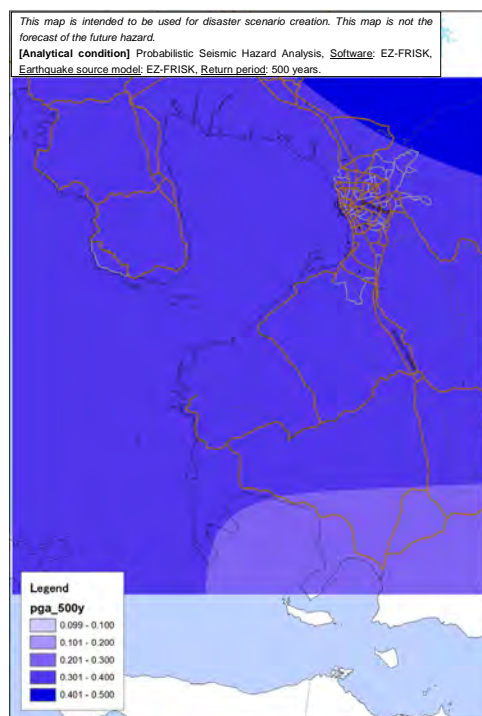 This map is intended to be used for disaster scenario creation. This map is not the
forecast of the future hazard.
[Analytical condition] Probabilistic Seismic Hazard Analysis, Software: EZ-FRISK,
Earthquake source model: EZ-FRISK, Return period: 500 years.
Legend
pga_500y
0.099 - 0.100
0.101 - 0.200
0.201 - 0.300
0.301 - 0.400
0.401 - 0.500